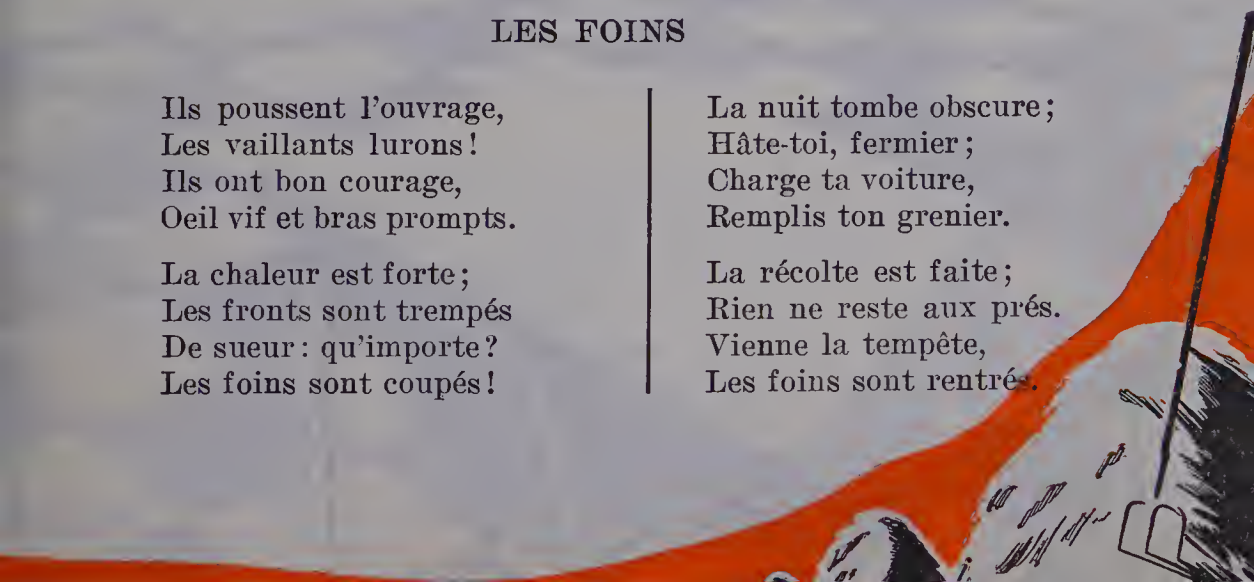 LES FOINS
Ils poussent l'ouvrage,
Les vaillants lurons!
Ils ont bon courage,
Oeil vif et bras prompts.
La chaleur est forte;
Les fronts sont trempés
De sueur: qu'importe?
Les foins sont coupés!
La nuit tombe obscure;
Hâte-toi, fermier;
Charge ta voiture,
Remplis ton grenier.
La récolte est faite;
Rien ne reste aux prés.
Vienne la tempête,
Les foins sont rentrés.